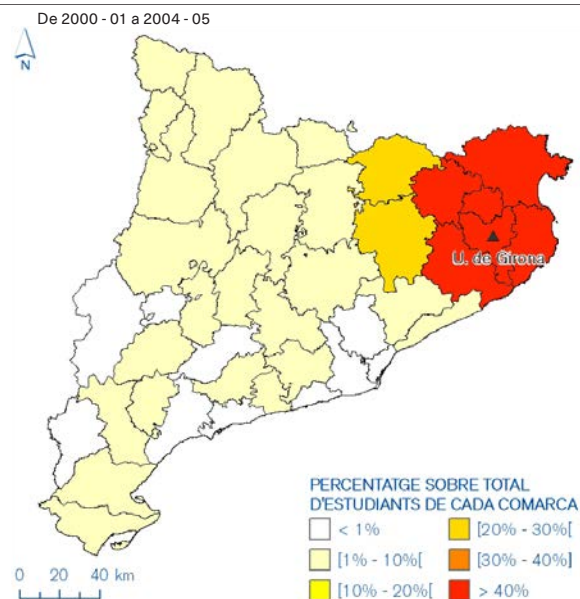 De 2000 - 01 a 2004 - 05
N
U. de Girona
PERCENTATGE SOBRE TOTAL
D'ESTUDIANTS DE CADA COMARCA
< 1% [20% - 30%[
[1% - 10%[ [30% - 40%]
[10% - 20%[ > 40%
0 20 40 km